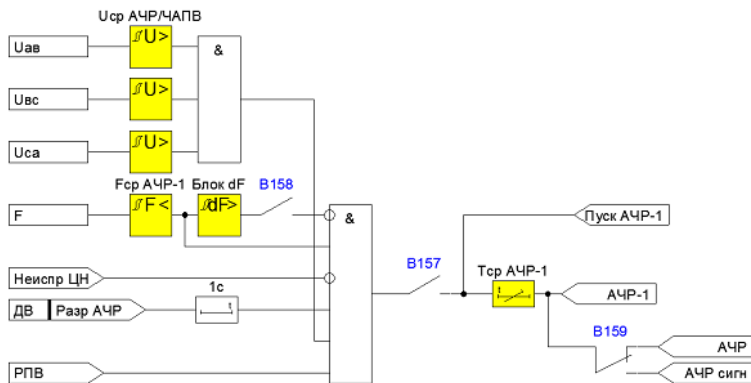 Uср АЧР/ЧАПВ
Uав
U>
&
Uвс
U>
Uса
U>
Fср АЧР-1
Блок dF
В158
F
F<
dF>
&
Пуск АЧР-1
Неиспр ЦН
В157
Тср АЧР-1
1с
t
АЧР-1
ДВ Разр АЧР
t
В159
АЧР
РПВ
АЧР сигн